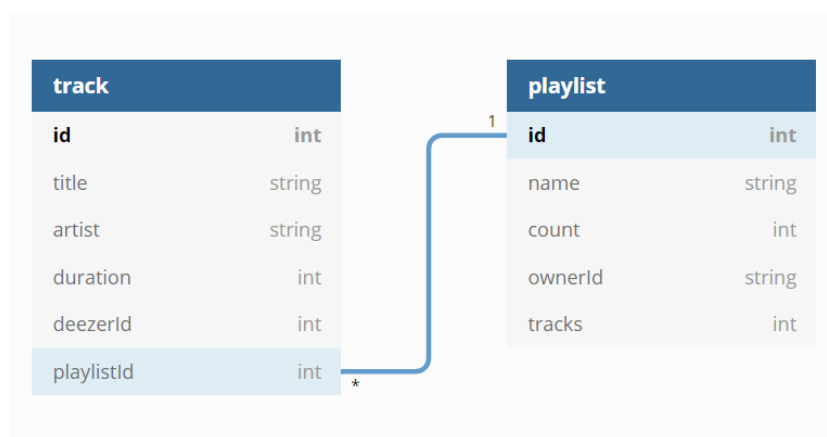 track
id int
title string
artist string
duration int
deezerId int
playlistId int
*
1
playlist
id int
name string
count int
ownerId string
tracks int